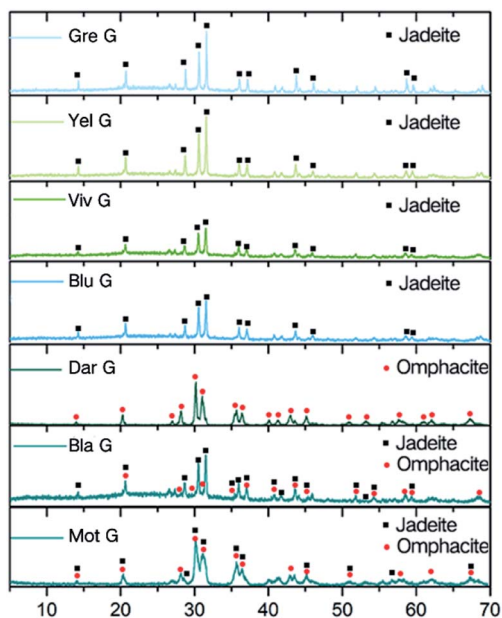 Gre G
Jadeite
Yel G
Jadeite
Viv G
Jadeite
Blu G
Jadeite
Dar G
Omphacite
Bla G
Jadeite
Omphacite
Mot G
Jadeite
Omphacite
10 20 30 40 50 60 70